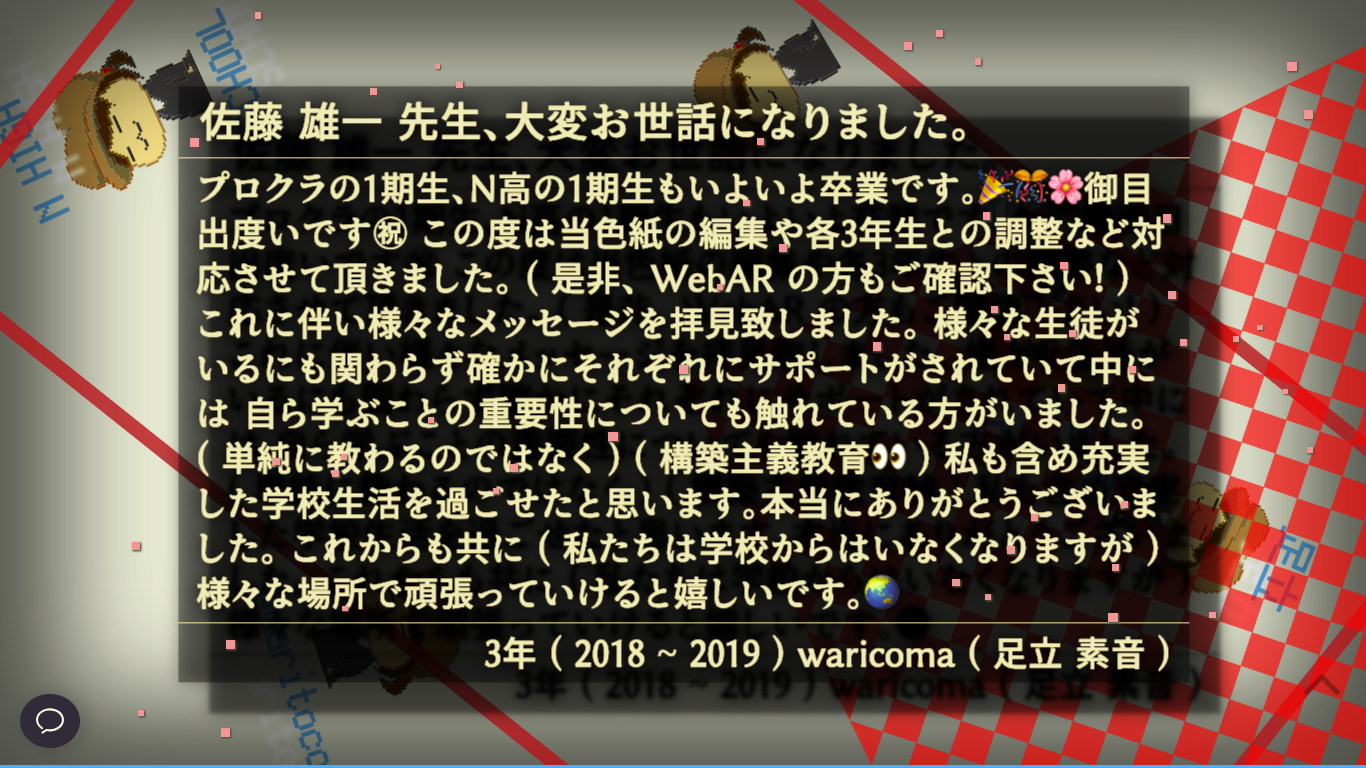 佐藤 雄一 先生、大変お世話になりました。
プロクラの1期生、N高の1期生もいよいよ卒業です。🎉🎊🌸御目
出度いです㊗ この度は当色紙の編集や各3年生との調整など対
応させて頂きました。( 是非、WebAR の方もご確認下さい! )
これに伴い様々なメッセージを拝見致しました。様々な生徒が
いるにも関わらず確かにそれぞれにサポートがされていて中に
は 自ら学ぶことの重要性についても触れている方がいました。
( 単純に教わるのではなく ) ( 構築主義教育👀 ) 私も含め充実
した学校生活を過ごせたと思います。本当にありがとうございま
した。これからも共に ( 私たちは学校からはいなくなりますが )
様々な場所で頑張っていけると嬉しいです。🌏
3年 ( 2018 ~ 2019 ) waricoma ( 足立 素音 )